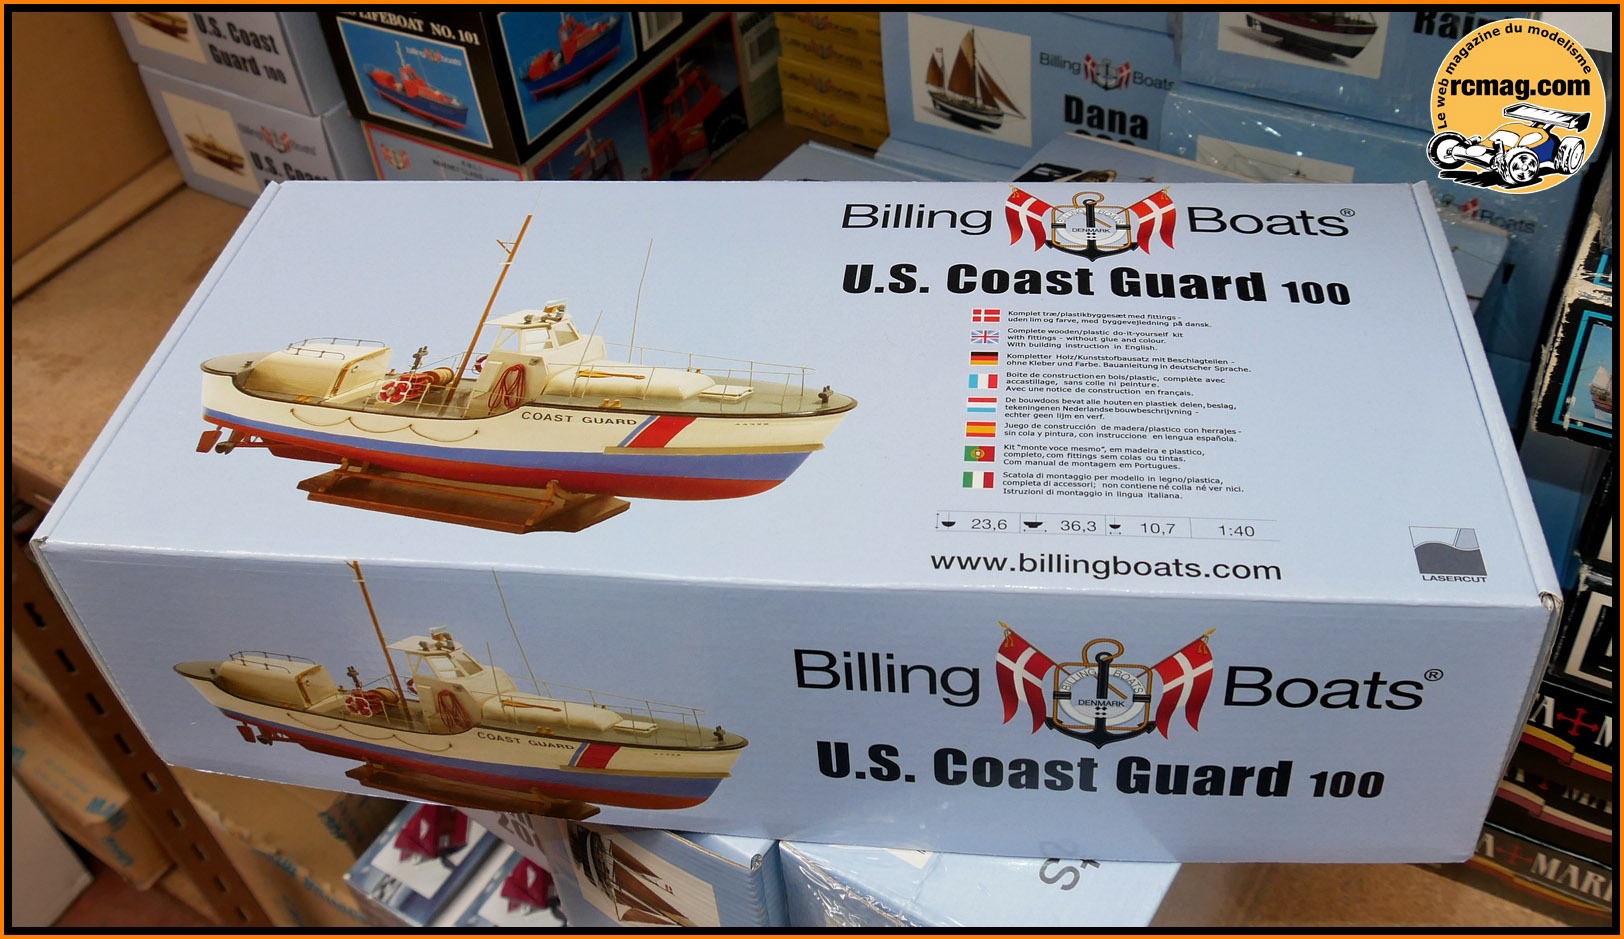 U.S. Coast
Guard 100
LIFEBOAT NO. 101
Billing Boats
Dana
Le web magazine du modelisme
rcmag.com
U.S. Coast
Boats
Billing Boats®
DENMARK
U.S. Coast Guard 100
Komplet træ/plastikbyggesæt med fittings -
uden lim og farve, med byggevejledning på dansk.
Complete wooden/plastic do-it-yourself kit
with fittings - without glue and colour.
With building instruction in English.
Kompletter Holz/Kunststoffbausatz mit Beschlagteilen -
ohne Kleber und Farbe. Bauanleitung in deutscher Sprache.
Boite de construction en bois/plastic, complète avec
accastillage, sans colle ni peinture.
Avec une notice de construction en français.
De bouwdoos bevat alle houten en plastiek delen, beslag,
tekeningen en Nederlandse bouwbeschrijving -
echter geen lijm en verf.
Juego de construcción de madera/plastico con herrajes -
sin cola y pintura, con instruccione en lengua española.
Kit "monte voce mesmo", em madeira e plastico,
completo, com fittings sem colas ou tintas.
Com manual de montagem em Portugues.
Scatola di montaggio per modello in legno/plastica,
completa di accessori; non contiene né colla né ver nici.
Istruzioni di montaggio in lingua italiana.
23,6 36,3 10,7 1:40
www.billingboats.com
LASERCUT
COAST GUARD
Billing Boats®
BILLING BOATS
DENMARK
U.S. Coast Guard 100
COAST GUARD